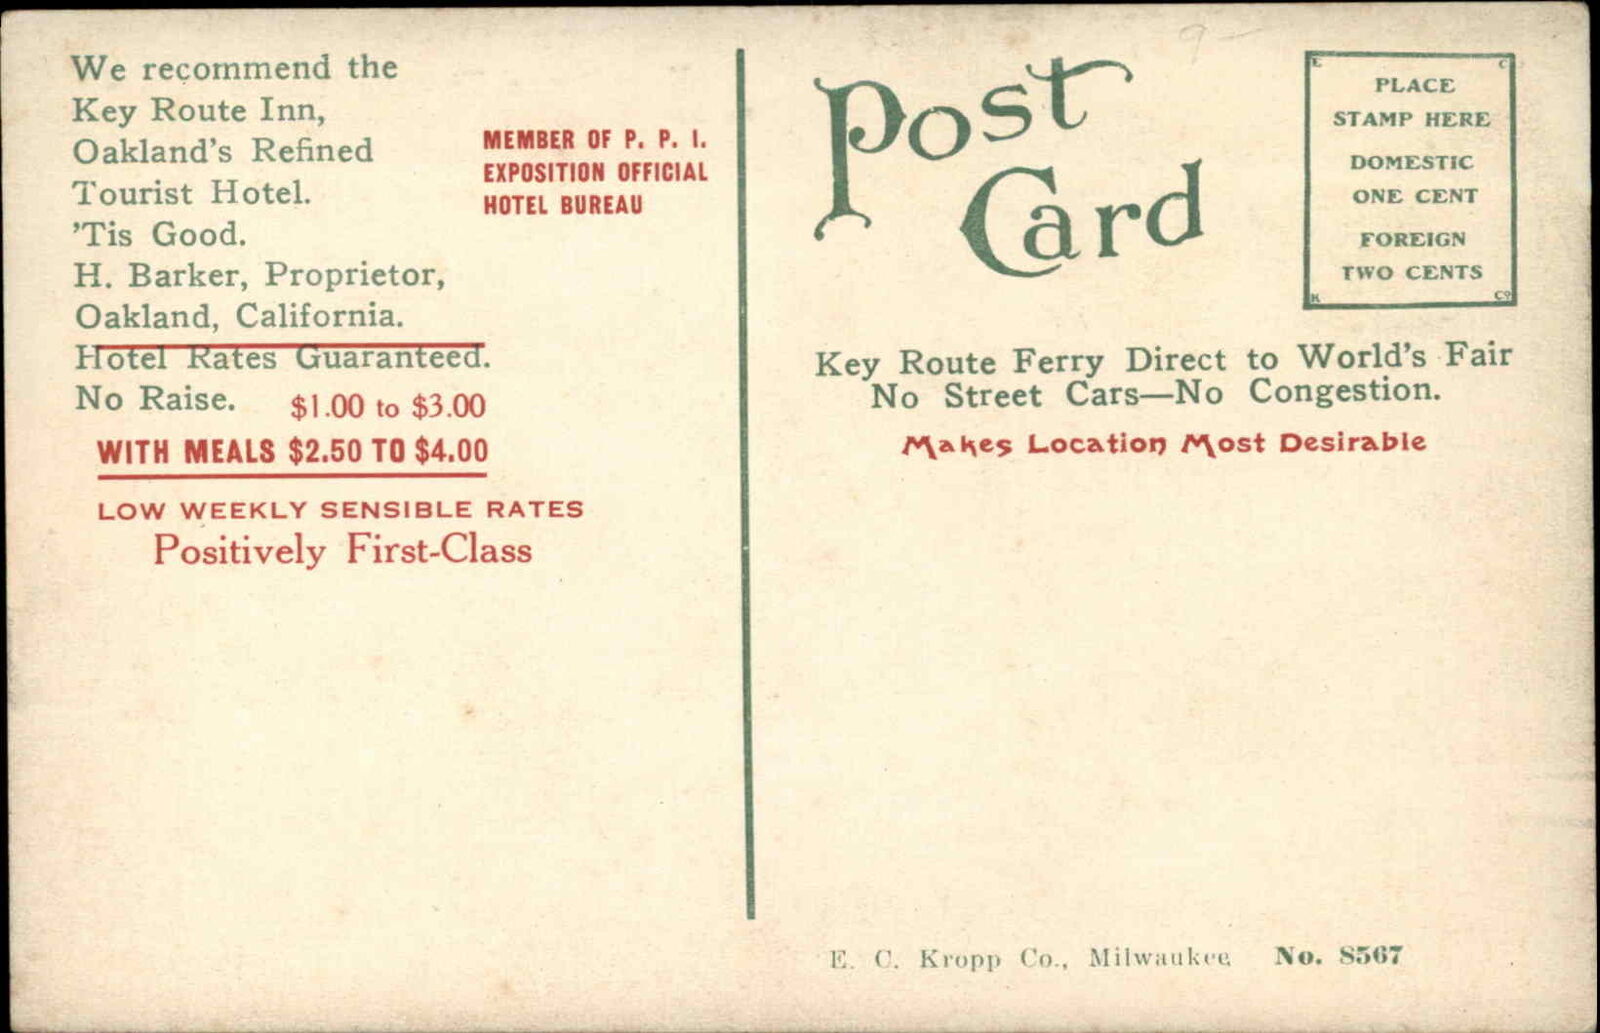 We recommend the
Key Route Inn,
Oakland's Refined
Tourist Hotel.
'Tis Good.
H. Barker, Proprietor,
Oakland, California.
Hotel Rates Guaranteed.
No Raise. $1.00 to $3.00
WITH MEALS $2.50 TO $4.00
LOW WEEKLY SENSIBLE RATES
Positively First-Class
MEMBER OF P. P. I.
EXPOSITION OFFICIAL
HOTEL BUREAU
Post
Card
E C
PLACE
STAMP HERE
DOMESTIC
ONE CENT
FOREIGN
TWO CENTS
K Co
Key Route Ferry Direct to World's Fair
No Street Cars—No Congestion.
Makes Location Most Desirable
E. C. Kropp Co., Milwaukee No. 8567